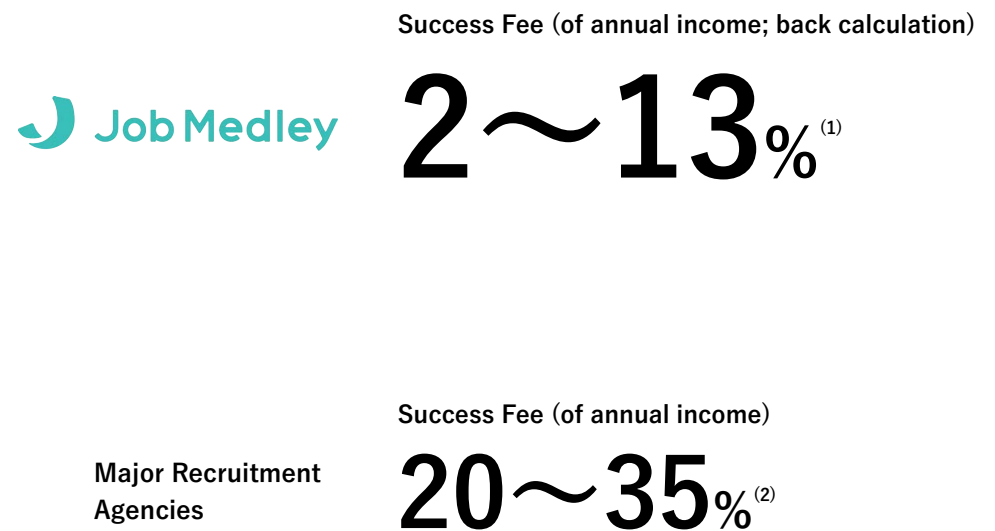 Success Fee (of annual income; back calculation)
Job Medley
2〜13%(1)
Success Fee (of annual income)
Major Recruitment
Agencies
20〜35%(2)